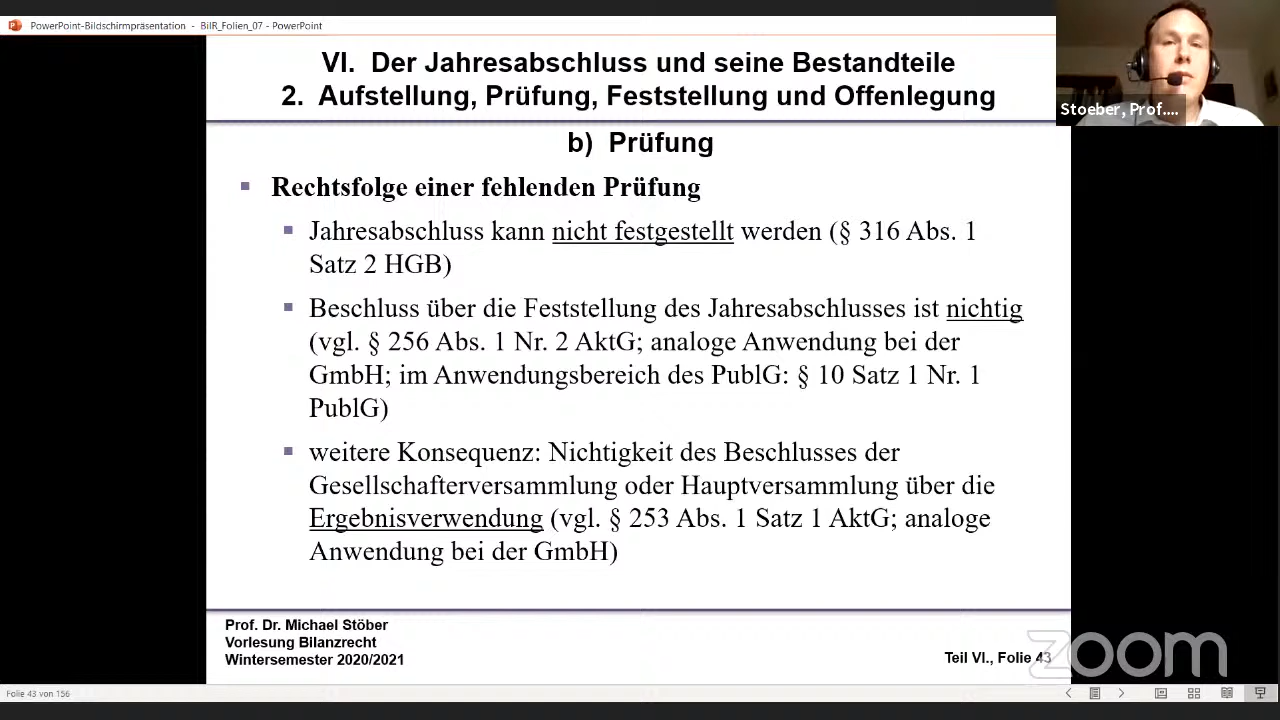 PowerPoint-Bildschirmpräsentation - BilR_Folien_07 - PowerPoint
VI. Der Jahresabschluss und seine Bestandteile
2. Aufstellung, Prüfung, Feststellung und Offenlegung
Stoeber, Prof....
b) Prüfung
Rechtsfolge einer fehlenden Prüfung
Jahresabschluss kann nicht festgestellt werden (§ 316 Abs. 1
Satz 2 HGB)
Beschluss über die Feststellung des Jahresabschlusses ist nichtig
(vgl. § 256 Abs. 1 Nr. 2 AktG; analoge Anwendung bei der
GmbH; im Anwendungsbereich des PublG: § 10 Satz 1 Nr. 1
PublG)
weitere Konsequenz: Nichtigkeit des Beschlusses der
Gesellschafterversammlung oder Hauptversammlung über die
Ergebnisverwendung (vgl. § 253 Abs. 1 Satz 1 AktG; analoge
Anwendung bei der GmbH)
Prof. Dr. Michael Stöber
Vorlesung Bilanzrecht
Wintersemester 2020/2021
Teil VI., Folie 43
zoom
Folie 43 von 156